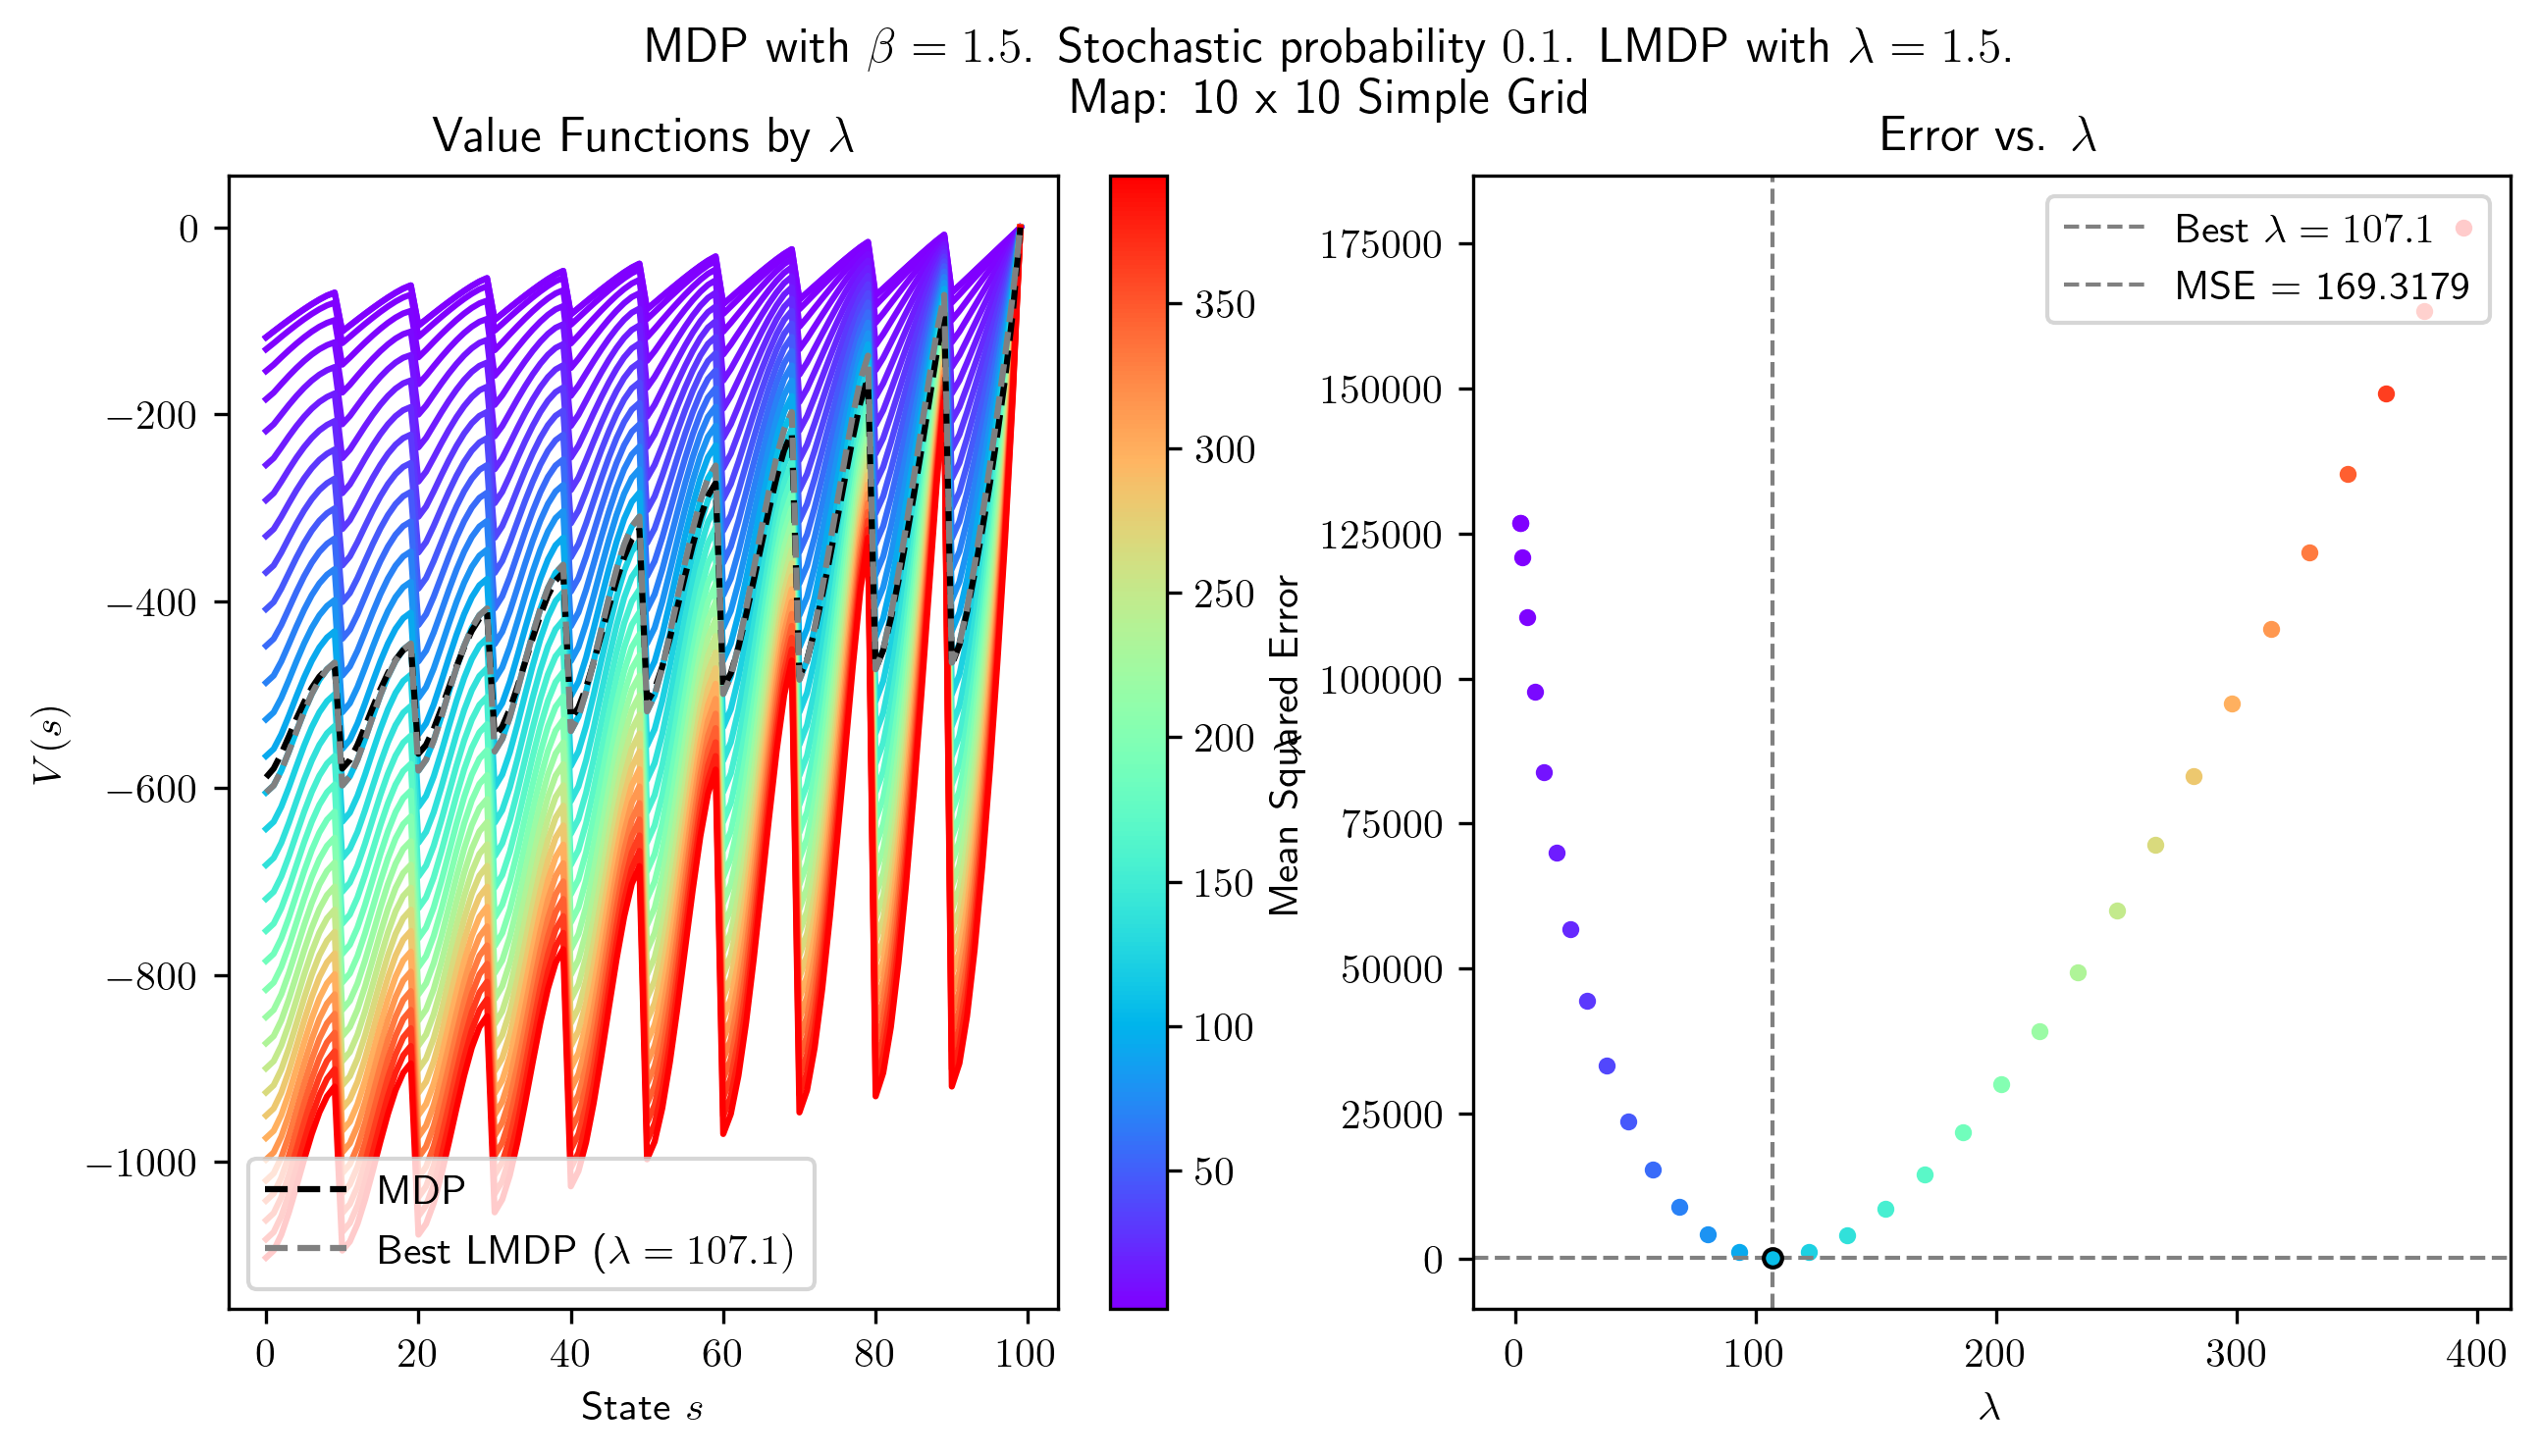 MDP with β = 1.5. Stochastic probability 0.1. LMDP with λ = 1.5.
Map: 10 x 10 Simple Grid
Value Functions by λ
V(s)
0
−200
−400
−600
−800
−1000
MDP
Best LMDP (λ = 107.1)
0
20
40
60
80
100
State s
350
300
250
200
150
100
50
λ
Error vs. λ
Mean Squared Error
175000
150000
125000
100000
75000
50000
25000
0
Best λ = 107.1
MSE = 169.3179
0
100
200
300
400
λ